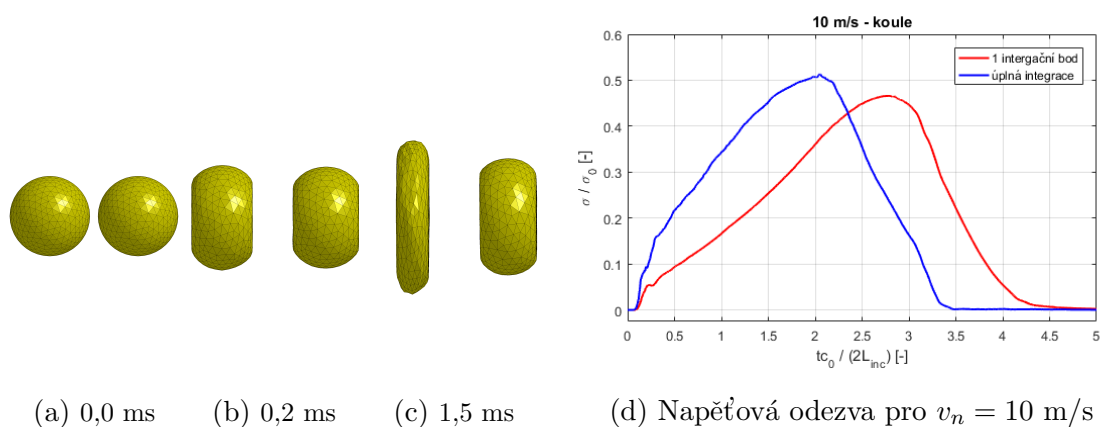 10 m/s - koule
0.6
0.5
0.4
0.3
0.2
0.1
0
σ / σ0 [-]
1 intergační bod
úplná integrace
0 0.5 1 1.5 2 2.5 3 3.5 4 4.5 5
tc0 / (2Linc) [-]
(a) 0,0 ms (b) 0,2 ms (c) 1,5 ms (d) Napěťová odezva pro vn = 10 m/s